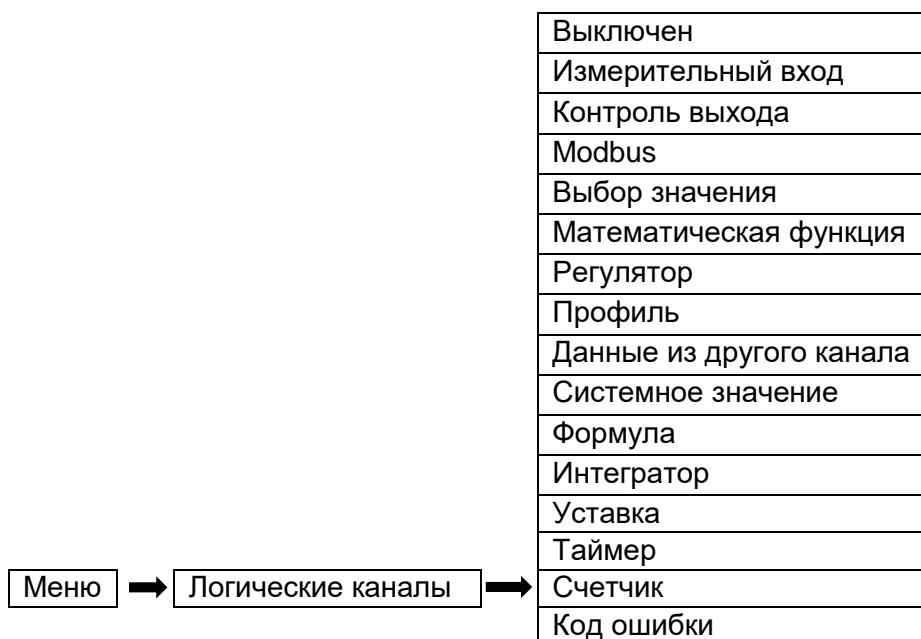 Выключен
Измерительный вход
Контроль выхода
Modbus
Выбор значения
Математическая функция
Регулятор
Профиль
Данные из другого канала
Системное значение
Формула
Интегратор
Уставка
Таймер
Меню
Логические каналы
Счетчик
Код ошибки